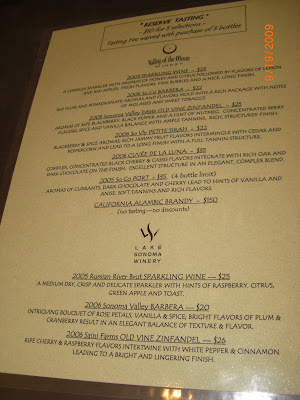 9/19/2009
* RESERVE TASTING *
- $10 for 5 selections -
Tasting Fee waived with purchase of 3 bottles
Valley of the Moon
WINERY
2005 SPARKLING WINE - $25
A COMPLEX SPARKLER WITH AROMAS OF HONEY AND CITRUS FOLLOWED BY FLAVORS OF LEMON
AND RED APPLES. FRESH FLAVORS, FINE BUBBLES AND A NICE, LONG FINISH.
2006 So Co BARBERA - $22
RED PLUM AND POMEGRANATE AROMAS AND FLAVORS MELD WITH A RICH PACKAGE WITH NOTES
OF MOLASSES AND SWEET TOBACCO
2005 Sonoma Valley Estate OLD VINE ZINFANDEL - $25
AROMAS OF RIPE BLACKBERRY, BLACK PEPPER AND A HINT OF NUTMEG. CONCENTRATED BERRY
FLAVORS, SPICE AND VANILLA BALANCE WITH AMPLE TANNINS. RICH, STRUCTURED FINISH.
2006 So Vly PETITE SIRAH - $22
BLACKBERRY & SPICE AROMAS, RICH JAMMY FRUIT FLAVORS INTERMINGLE WITH CEDAR AND
PEPPERCORN AND LEAD TO A LONG FINISH WITH A FULL TANNIN STRUCTURE.
2006 CUVÉE DE LA LUNA - $35
COMPLEX, CONCENTRATED BLACK CHERRY & CASSIS FLAVORS INTEGRATE WITH RICH OAK AND
DARK CHOCOLATE ON THE FINISH. EXCELLENT STRUCTURE IN AN ELEGANT, COMPLEX BLEND.
2005 So Co PORT - $35 (4 bottle limit)
AROMAS OF CURRANTS, DARK CHOCOLATE AND CHERRY LEAD TO HINTS OF VANILLA AND
ANISE. SOFT TANNINS AND RICH FLAVORS.
CALIFORNIA ALAMBIC BRANDY - $150
(no tasting—no discounts)
LAKE
SONOMA
WINERY
2005 Russian River Brut SPARKLING WINE --- $25
A MEDIUM DRY, CRISP AND DELICATE SPARKLER WITH HINTS OF RASPBERRY, CITRUS,
GREEN APPLE AND TOAST.
2006 Sonoma Valley BARBERA --- $20
INTRIGUING BOUQUET OF ROSE PETALS, VANILLA & SPICE; BRIGHT FLAVORS OF PLUM &
CRANBERRY RESULT IN AN ELEGANT BALANCE OF TEXTURE & FLAVOR.
2006 Saini Farms OLD VINE ZINFANDEL --- $26
RIPE CHERRY & RASPBERRY FLAVORS INTERTWINE WITH WHITE PEPPER & CINNAMON
LEADING TO A BRIGHT AND LINGERING FINISH.